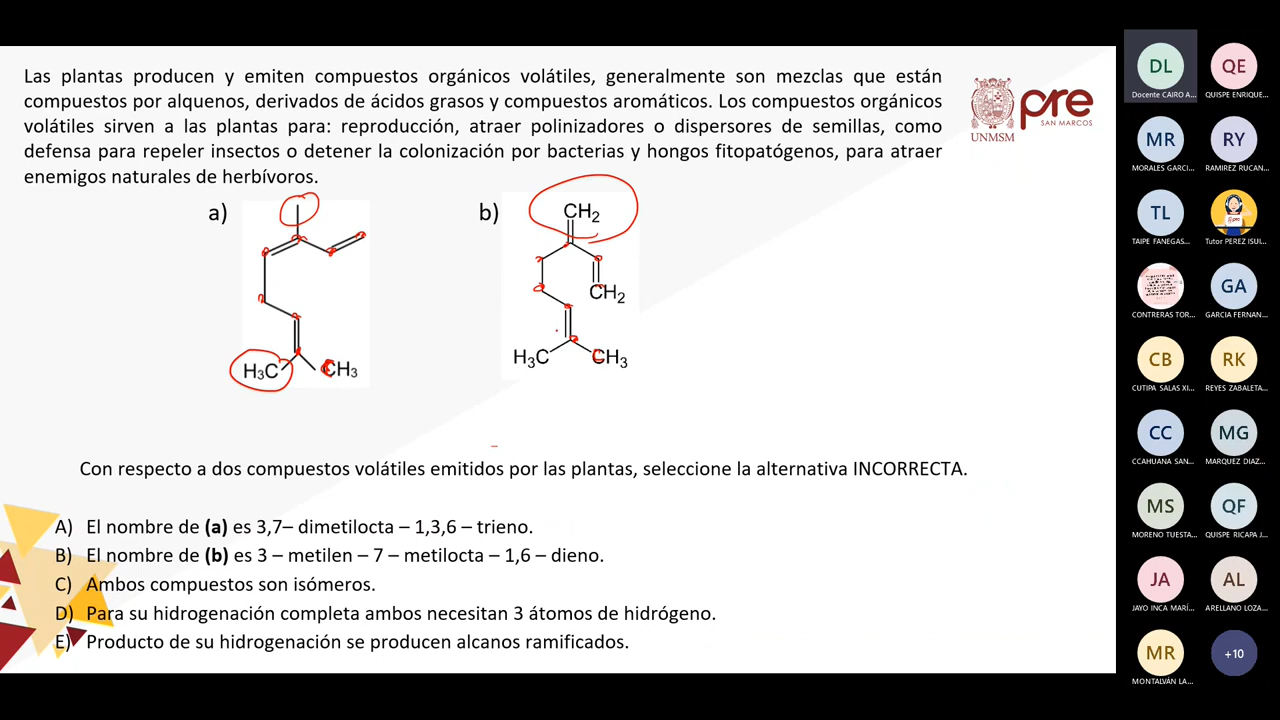 Las plantas producen y emiten compuestos orgánicos volátiles, generalmente son mezclas que están
compuestos por alquenos, derivados de ácidos grasos y compuestos aromáticos. Los compuestos orgánicos
volátiles sirven a las plantas para: reproducción, atraer polinizadores o dispersores de semillas, como
defensa para repeler insectos o detener la colonización por bacterias y hongos fitopatógenos, para atraer
enemigos naturales de herbívoros.
UNMSM
pre
SAN MARCOS
a)
H₃C
CH₃
b)
CH₂
CH₂
H₃C
CH₃
Con respecto a dos compuestos volátiles emitidos por las plantas, seleccione la alternativa INCORRECTA.
A) El nombre de (a) es 3,7– dimetilocta – 1,3,6 – trieno.
B) El nombre de (b) es 3 – metilen – 7 – metilocta – 1,6 – dieno.
C) Ambos compuestos son isómeros.
D) Para su hidrogenación completa ambos necesitan 3 átomos de hidrógeno.
E) Producto de su hidrogenación se producen alcanos ramificados.
DL
Docente CAIRO A...
QE
QUISPE ENRIQUE...
MR
MORALES GARCI...
RY
RAMIREZ RUCAN...
TL
TAIPE FANEGAS...
Tutor PEREZ ISUI...
CONTRERAS TOR...
GA
GARCIA FERNAN...
CB
CUTIPA SALAS XI...
RK
REYES ZABALETA...
CC
CCAHUANA SAN...
MG
MARQUEZ DIAZ...
MS
MORENO TUESTA...
QF
QUISPE RICAPA J...
JA
JAYO INCA MARÍ...
AL
ARELLANO LOZA...
MR
MONTALVÁN LA...
+10